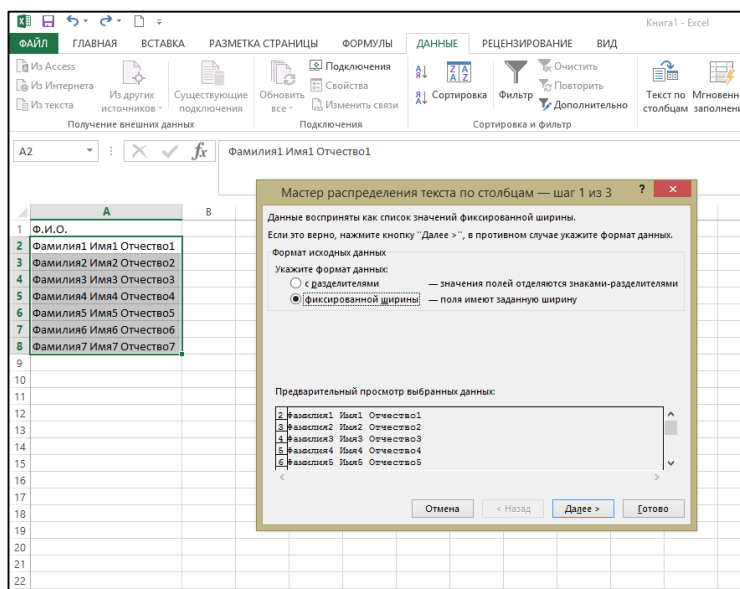 Книга1 - Excel
ФАЙЛ ГЛАВНАЯ ВСТАВКА РАЗМЕТКА СТРАНИЦЫ ФОРМУЛЫ ДАННЫЕ РЕЦЕНЗИРОВАНИЕ ВИД
Из Access
Из Интернета
Из текста
Из других источников
Существующие подключения
Получение внешних данных
Обновить все
Подключения
Свойства
Изменить связи
Подключения
Сортировка
Фильтр
Очистить
Повторить
Дополнительно
Сортировка и фильтр
Текст по столбцам
Мгновенн
заполнени
A2 fx Фамилия1 Имя1 Отчество1
A B
1 Ф.И.О.
2 Фамилия1 Имя1 Отчество1
3 Фамилия2 Имя2 Отчество2
4 Фамилия3 Имя3 Отчество3
5 Фамилия4 Имя4 Отчество4
6 Фамилия5 Имя5 Отчество5
7 Фамилия6 Имя6 Отчество6
8 Фамилия7 Имя7 Отчество7
9
10
11
12
13
14
15
16
17
18
19
20
21
22
Мастер распределения текста по столбцам — шаг 1 из 3 ? ×
Данные восприняты как список значений фиксированной ширины.
Если это верно, нажмите кнопку "Далее >", в противном случае укажите формат данных.
Формат исходных данных
Укажите формат данных:
с разделителями — значения полей отделяются знаками-разделителями
фиксированной ширины — поля имеют заданную ширину
Предварительный просмотр выбранных данных:
2 Фамилия1 Имя1 Отчество1
3 Фамилия2 Имя2 Отчество2
4 Фамилия3 Имя3 Отчество3
5 Фамилия4 Имя4 Отчество4
6 Фамилия5 Имя5 Отчество5
Отмена < Назад Далее > Готово